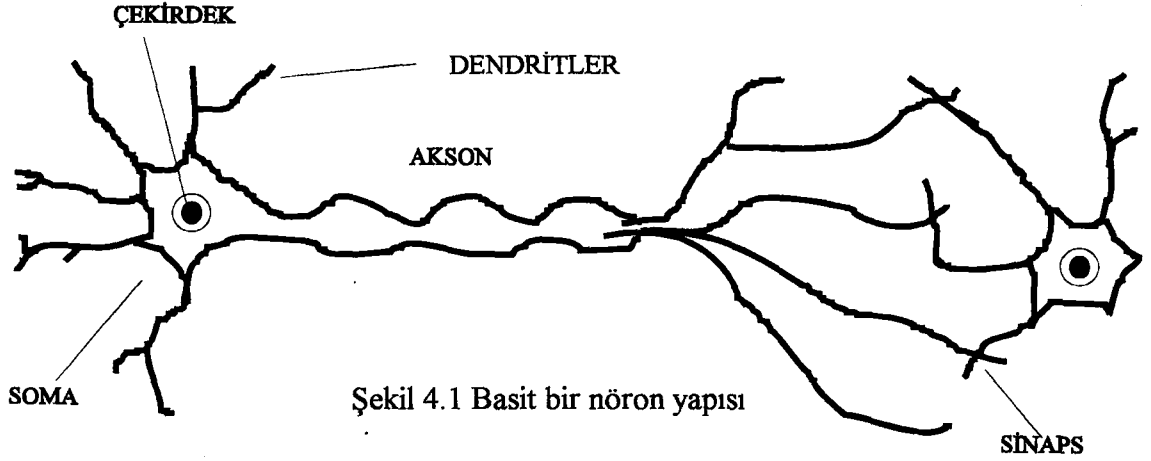 ÇEKİRDEK
DENDRİTLER
AKSON
SOMA
Şekil 4.1 Basit bir nöron yapısı
SİNAPS